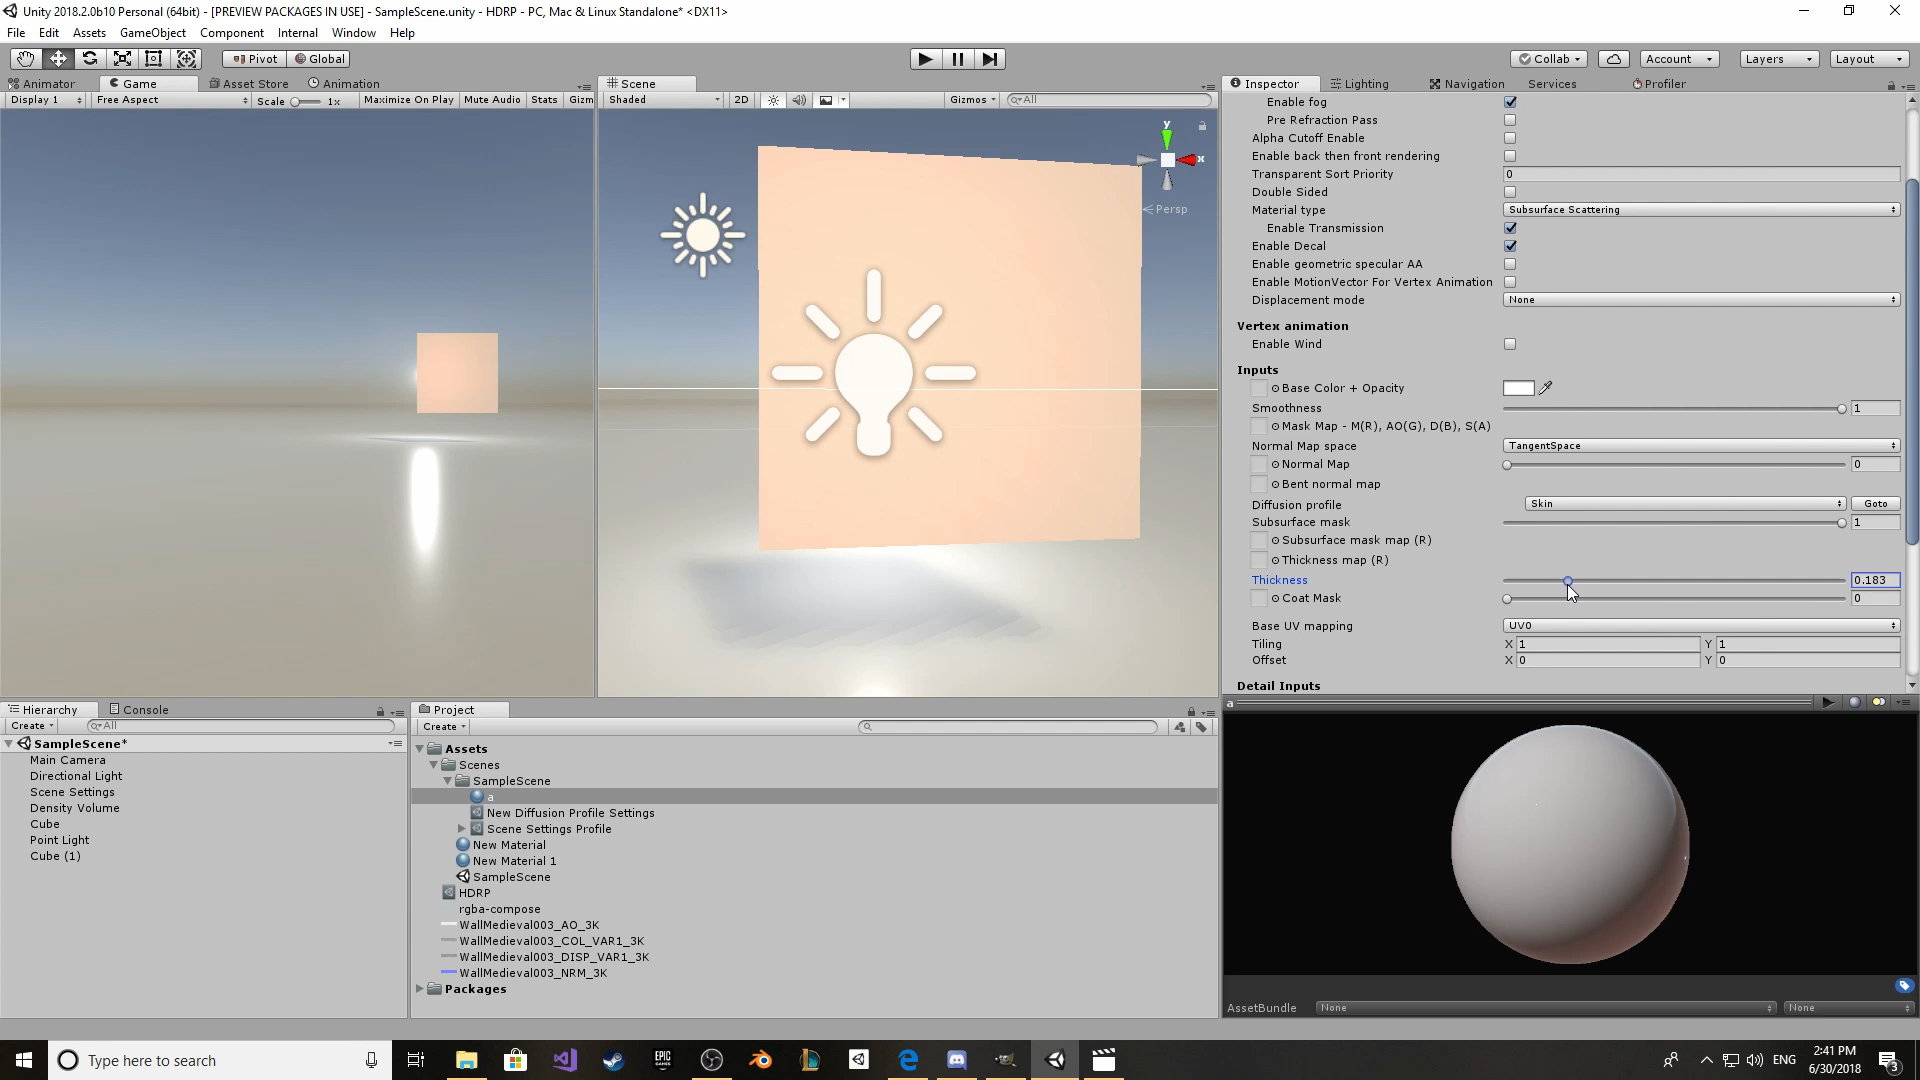 Unity 2018.2.0b10 Personal (64bit) - [PREVIEW PACKAGES IN USE] - SampleScene.unity - HDRP - PC, Mac & Linux Standalone* <DX11>
File Edit Assets GameObject Component Internal Window Help
Pivot Global Collab Account Layers Layout
Animator Game Asset Store Animation
Display 1 Free Aspect Scale 1x Maximize On Play Mute Audio Stats Gizm
Scene
Shaded 2D Gizmos All
y
x
Persp
Inspector Lighting Navigation Services Profiler
Enable fog
Pre Refraction Pass
Alpha Cutoff Enable
Enable back then front rendering
Transparent Sort Priority 0
Double Sided
Material type Subsurface Scattering
Enable Transmission
Enable Decal
Enable geometric specular AA
Enable MotionVector For Vertex Animation
Displacement mode None
Vertex animation
Enable Wind
Inputs
Base Color + Opacity
Smoothness 1
Mask Map - M(R), AO(G), D(B), S(A)
Normal Map space TangentSpace
Normal Map 0
Bent normal map
Diffusion profile Skin Goto
Subsurface mask 1
Subsurface mask map (R)
Thickness map (R)
Thickness 0.183
Coat Mask 0
Base UV mapping UV0
Tiling X 1 Y 1
Offset X 0 Y 0
Detail Inputs
a
AssetBundle None None
Hierarchy Console
Create All
SampleScene*
Main Camera
Directional Light
Scene Settings
Density Volume
Cube
Point Light
Cube (1)
Project
Create
Assets
Scenes
SampleScene
a
New Diffusion Profile Settings
Scene Settings Profile
New Material
New Material 1
SampleScene
HDRP
rgba-compose
WallMedieval003_AO_3K
WallMedieval003_COL_VAR1_3K
WallMedieval003_DISP_VAR1_3K
WallMedieval003_NRM_3K
Packages
Type here to search
EPIC GAMES
ENG
2:41 PM
6/30/2018
3